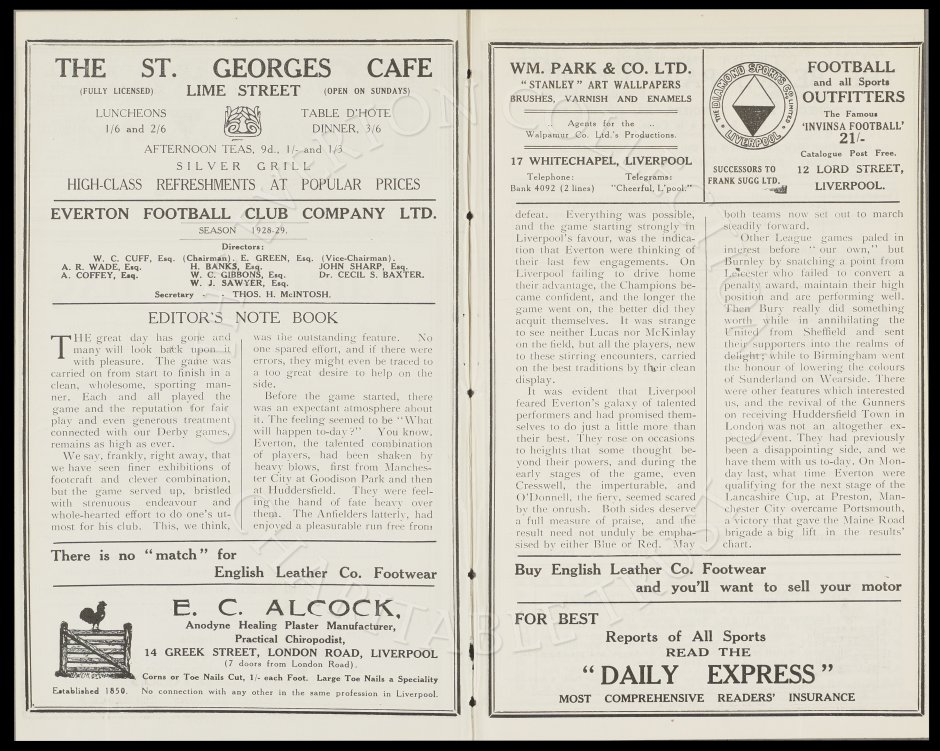 THE ST. GEORGES CAFE
(FULLY LICENSED) LIME STREET (OPEN ON SUNDAYS)
LUNCHEONS 1/6 and 2/6
TABLE D'HOTE DINNER, 3/6
AFTERNOON TEAS, 9d., 1/- and 1/3
SILVER GRILL
HIGH-CLASS REFRESHMENTS AT POPULAR PRICES
EVERTON FOOTBALL CLUB COMPANY LTD.
SEASON 1928-29.
Directors:
W. C. CUFF, Esq. (Chairman). E. GREEN, Esq. (Vice-Chairman).
A. R. WADE, Esq. H. BANKS, Esq. JOHN SHARP, Esq.
A. COFFEY, Esq. W. C. GIBBONS, Esq. Dr. CECIL S. BAXTER.
W. J. SAWYER, Esq.
Secretary - - THOS. H. McINTOSH.
EDITOR'S NOTE BOOK
THE great day has gone and
many will look back upon it
with pleasure. The game was
carried on from start to finish in a
clean, wholesome, sporting man-
ner. Each and all played the
game and the reputation for fair
play and even generous treatment
connected with our Derby games,
remains as high as ever.
We say, frankly, right away, that
we have seen finer exhibitions of
footcraft and clever combination,
but the game served up, bristled
with strenuous endeavour and
whole-hearted effort to do one's ut-
most for his club. This, we think,
was the outstanding feature. No
one spared effort, and if there were
errors, they might even be traced to
a too great desire to help on the
side.
Before the game started, there
was an expectant atmosphere about
it. The feeling seemed to be "What
will happen to-day?" You know,
Everton, the talented combination
of players, had been shaken by
heavy blows, first from Manches-
ter City at Goodison Park and then
at Huddersfield. They were feel-
ing the hand of fate heavy over
them. The Anfielders latterly, had
enjoyed a pleasurable run free from
There is no "match" for
English Leather Co. Footwear
E. C. ALCOCK,
Anodyne Healing Plaster Manufacturer,
Practical Chiropodist,
14 GREEK STREET, LONDON ROAD, LIVERPOOL
(7 doors from London Road).
Corns or Toe Nails Cut, 1/- each Foot. Large Toe Nails a Speciality
Established 1850. No connection with any other in the same profession in Liverpool.
WM. PARK & CO. LTD.
"STANLEY" ART WALLPAPERS
BRUSHES, VARNISH AND ENAMELS
.. Agents for the ..
Walpamur Co. Ltd.'s Productions.
17 WHITECHAPEL, LIVERPOOL
Telephone: Telegrams:
Bank 4092 (2 lines) "Cheerful, L'pool."
THE DIAMOND SPORTS CO. LIMITED
LIVERPOOL
SUCCESSORS TO
FRANK SUGG LTD.
FOOTBALL
and all Sports
OUTFITTERS
The Famous
'INVINSA FOOTBALL'
21/-
Catalogue Post Free.
12 LORD STREET,
LIVERPOOL.
defeat. Everything was possible,
and the game starting strongly in
Liverpool's favour, was the indica-
tion that Everton were thinking of
their last few engagements. On
Liverpool failing to drive home
their advantage, the Champions be-
came confident, and the longer the
game went on, the better did they
acquit themselves. It was strange
to see neither Lucas nor McKinlay
on the field, but all the players, new
to these stirring encounters, carried
on the best traditions by their clean
display.
It was evident that Liverpool
feared Everton's galaxy of talented
performers and had promised them-
selves to do just a little more than
their best. They rose on occasions
to heights that some thought be-
yond their powers, and during the
early stages of the game, even
Cresswell, the imperturable, and
O'Donnell, the fiery, seemed scared
by the onrush. Both sides deserve
a full measure of praise, and the
result need not unduly be empha-
sised by either Blue or Red. May
both teams now set out to march
steadily forward.
Other League games paled in
interest before "our own," but
Burnley by snatching a point from
Leicester who failed to convert a
penalty award, maintain their high
position and are performing well.
Then Bury really did something
worth while in annihilating the
United from Sheffield and sent
their supporters into the realms of
delight; while to Birmingham went
the honour of lowering the colours
of Sunderland on Wearside. There
were other features which interested
us, and the revival of the Gunners
on receiving Huddersfield Town in
London was not an altogether ex-
pected event. They had previously
been a disappointing side, and we
have them with us to-day. On Mon-
day last, what time Everton were
qualifying for the next stage of the
Lancashire Cup, at Preston, Man-
chester City overcame Portsmouth,
a victory that gave the Maine Road
brigade a big lift in the results'
chart.
Buy English Leather Co. Footwear
and you'll want to sell your motor
FOR BEST
Reports of All Sports
READ THE
"DAILY EXPRESS"
MOST COMPREHENSIVE READERS' INSURANCE